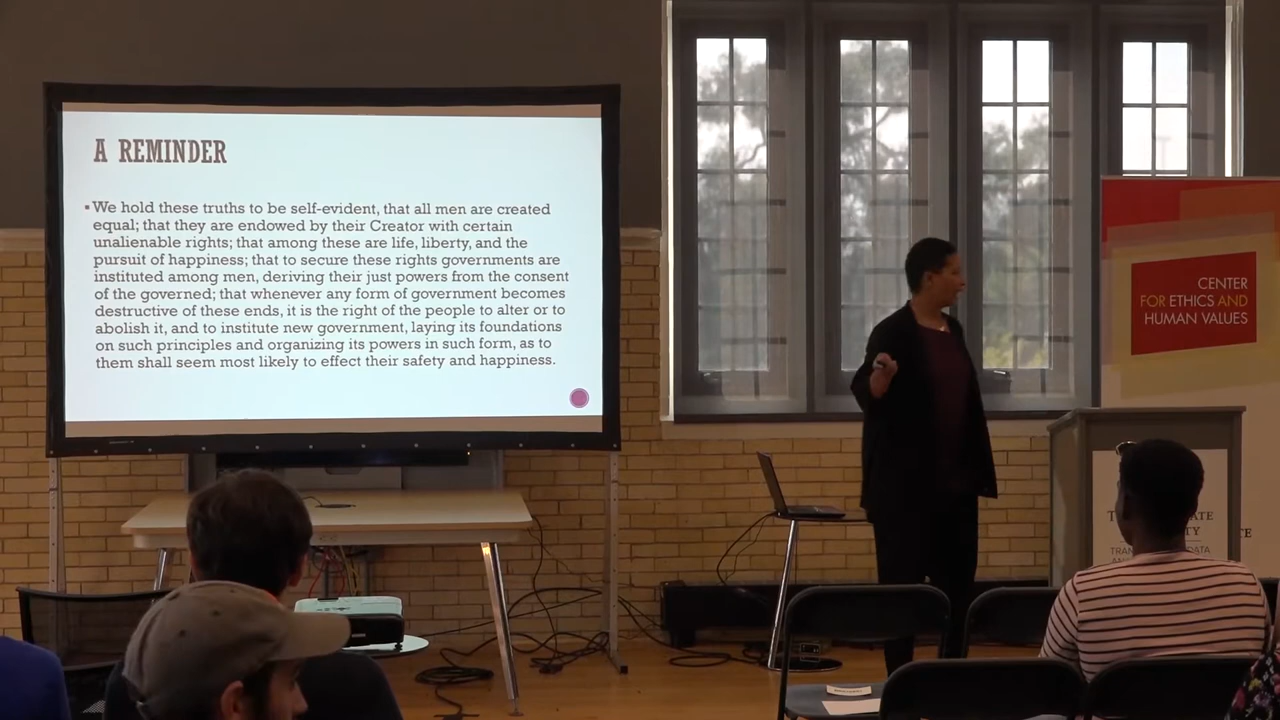 A REMINDER
▪We hold these truths to be self-evident, that all men are created
equal; that they are endowed by their Creator with certain
unalienable rights; that among these are life, liberty, and the
pursuit of happiness; that to secure these rights governments are
instituted among men, deriving their just powers from the consent
of the governed; that whenever any form of government becomes
destructive of these ends, it is the right of the people to alter or to
abolish it, and to institute new government, laying its foundations
on such principles and organizing its powers in such form, as to
them shall seem most likely to effect their safety and happiness.
CENTER
FOR ETHICS AND
HUMAN VALUES